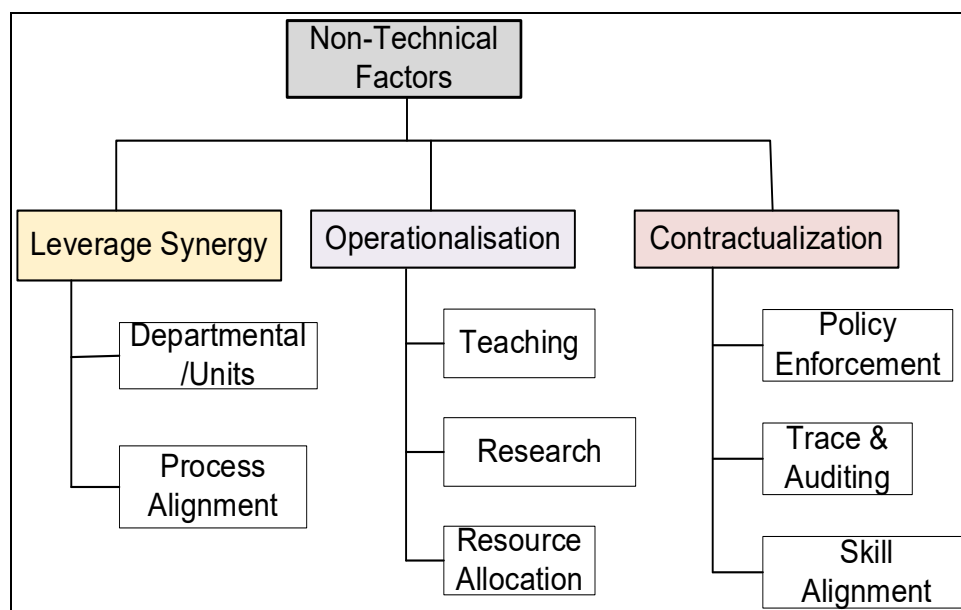 Non-Technical
Factors
Leverage Synergy
Departmental
/Units
Process
Alignment
Operationalisation
Teaching
Research
Resource
Allocation
Contractualization
Policy
Enforcement
Trace &
Auditing
Skill
Alignment